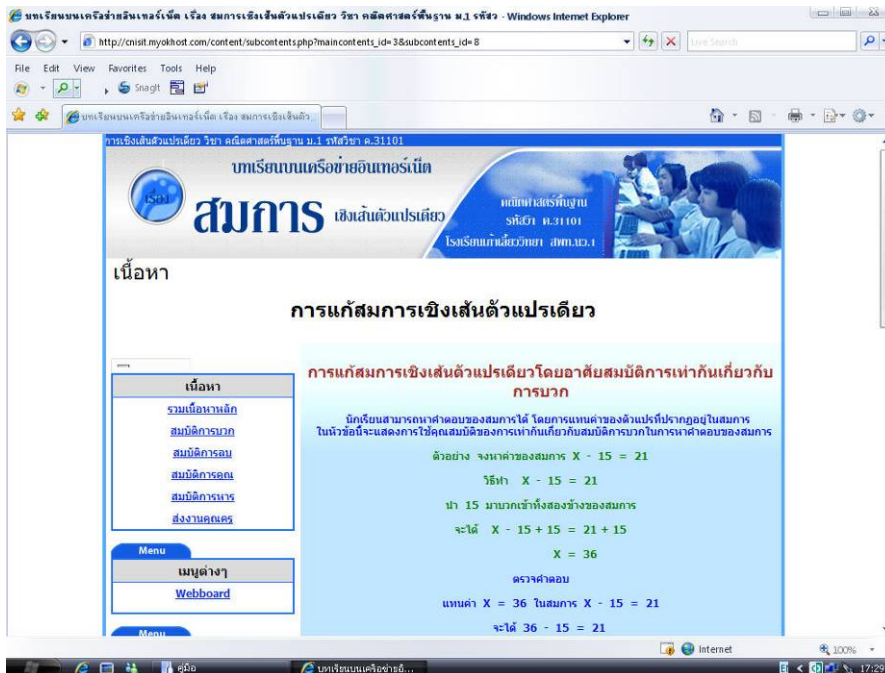 บทเรียนบนเครือข่ายอินเทอร์เน็ต เรื่อง สมการเชิงเส้นตัวแปรเดียว วิชา คณิตศาสตร์พื้นฐาน ม.1 รหัสว - Windows Internet Explorer
http://cnisit.myokhost.com/content/subcontents.php?maincontents_id=3&subcontents_id=8
Live Search
File Edit View Favorites Tools Help
SnagIt
บทเรียนบนเครือข่ายอินเทอร์เน็ต เรื่อง สมการเชิงเส้นตัว...
การเชิงเส้นตัวแปรเดียว วิชา คณิตศาสตร์พื้นฐาน ม.1 รหัสวิชา ค.31101
บทเรียนบนเครือข่ายอินเทอร์เน็ต
เรื่อง
สมการ เชิงเส้นตัวแปรเดียว
คณิตศาสตร์พื้นฐาน
รหัสวิชา ค.31101
โรงเรียนเก้าเลี้ยววิทยา สพท.นว.1
เนื้อหา
การแก้สมการเชิงเส้นตัวแปรเดียว
เนื้อหา
รวมเนื้อหาหลัก
สมบัติการบวก
สมบัติการลบ
สมบัติการคูณ
สมบัติการหาร
ส่งงานคุณครู
Menu
เมนูต่างๆ
Webboard
Menu
การแก้สมการเชิงเส้นตัวแปรเดียวโดยอาศัยสมบัติการเท่ากันเกี่ยวกับ
การบวก
นักเรียนสามารถหาคำตอบของสมการได้ โดยการแทนค่าของตัวแปรที่ปรากฏอยู่ในสมการ
ในหัวข้อนี้จะแสดงการใช้คุณสมบัติของการเท่ากันเกี่ยวกับสมบัติการบวกในการหาคำตอบของสมการ
ตัวอย่าง จงหาค่าของสมการ X - 15 = 21
วิธีทำ X - 15 = 21
นำ 15 มาบวกเข้าทั้งสองข้างของสมการ
จะได้ X - 15 + 15 = 21 + 15
X = 36
ตรวจคำตอบ
แทนค่า X = 36 ในสมการ X - 15 = 21
จะได้ 36 - 15 = 21
Internet
100%
คู่มือ
บทเรียนบนเครือข่ายอิ...
17:29